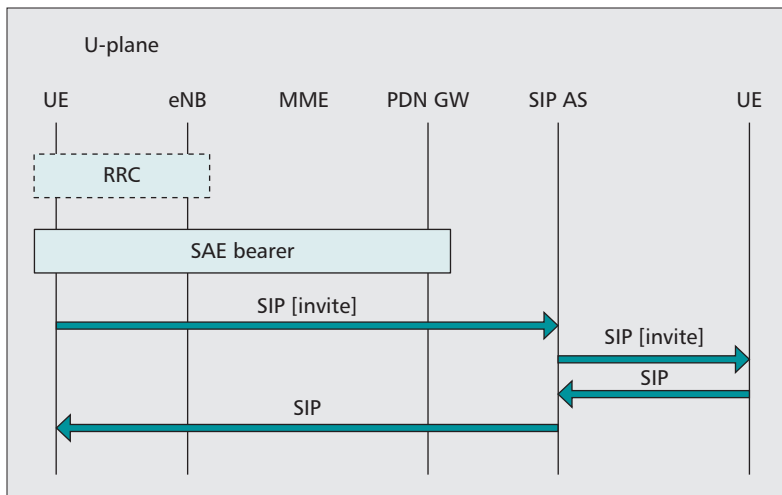 U-plane
UE eNB MME PDN GW SIP AS UE
RRC
SAE bearer
SIP [invite]
SIP [invite]
SIP
SIP